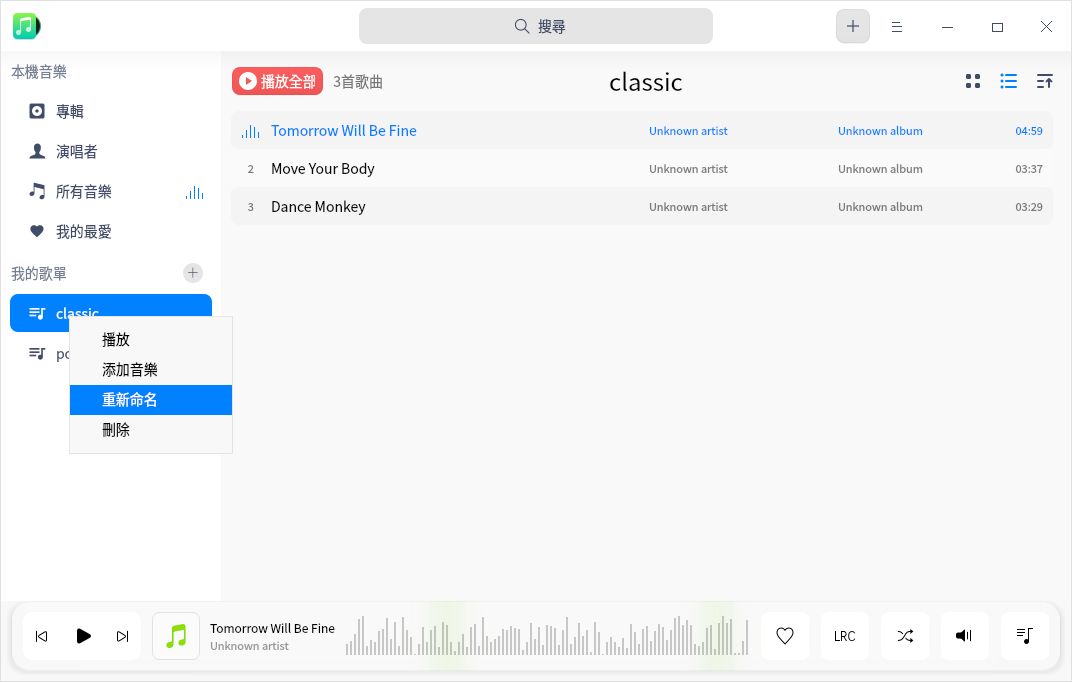 搜尋
本機音樂
專輯
演唱者
所有音樂
我的最愛
我的歌單
classic
播放
添加音樂
重新命名
刪除
播放全部 3首歌曲 classic
Tomorrow Will Be Fine Unknown artist Unknown album 04:59
2 Move Your Body Unknown artist Unknown album 03:37
3 Dance Monkey Unknown artist Unknown album 03:29
Tomorrow Will Be Fine
Unknown artist
LRC